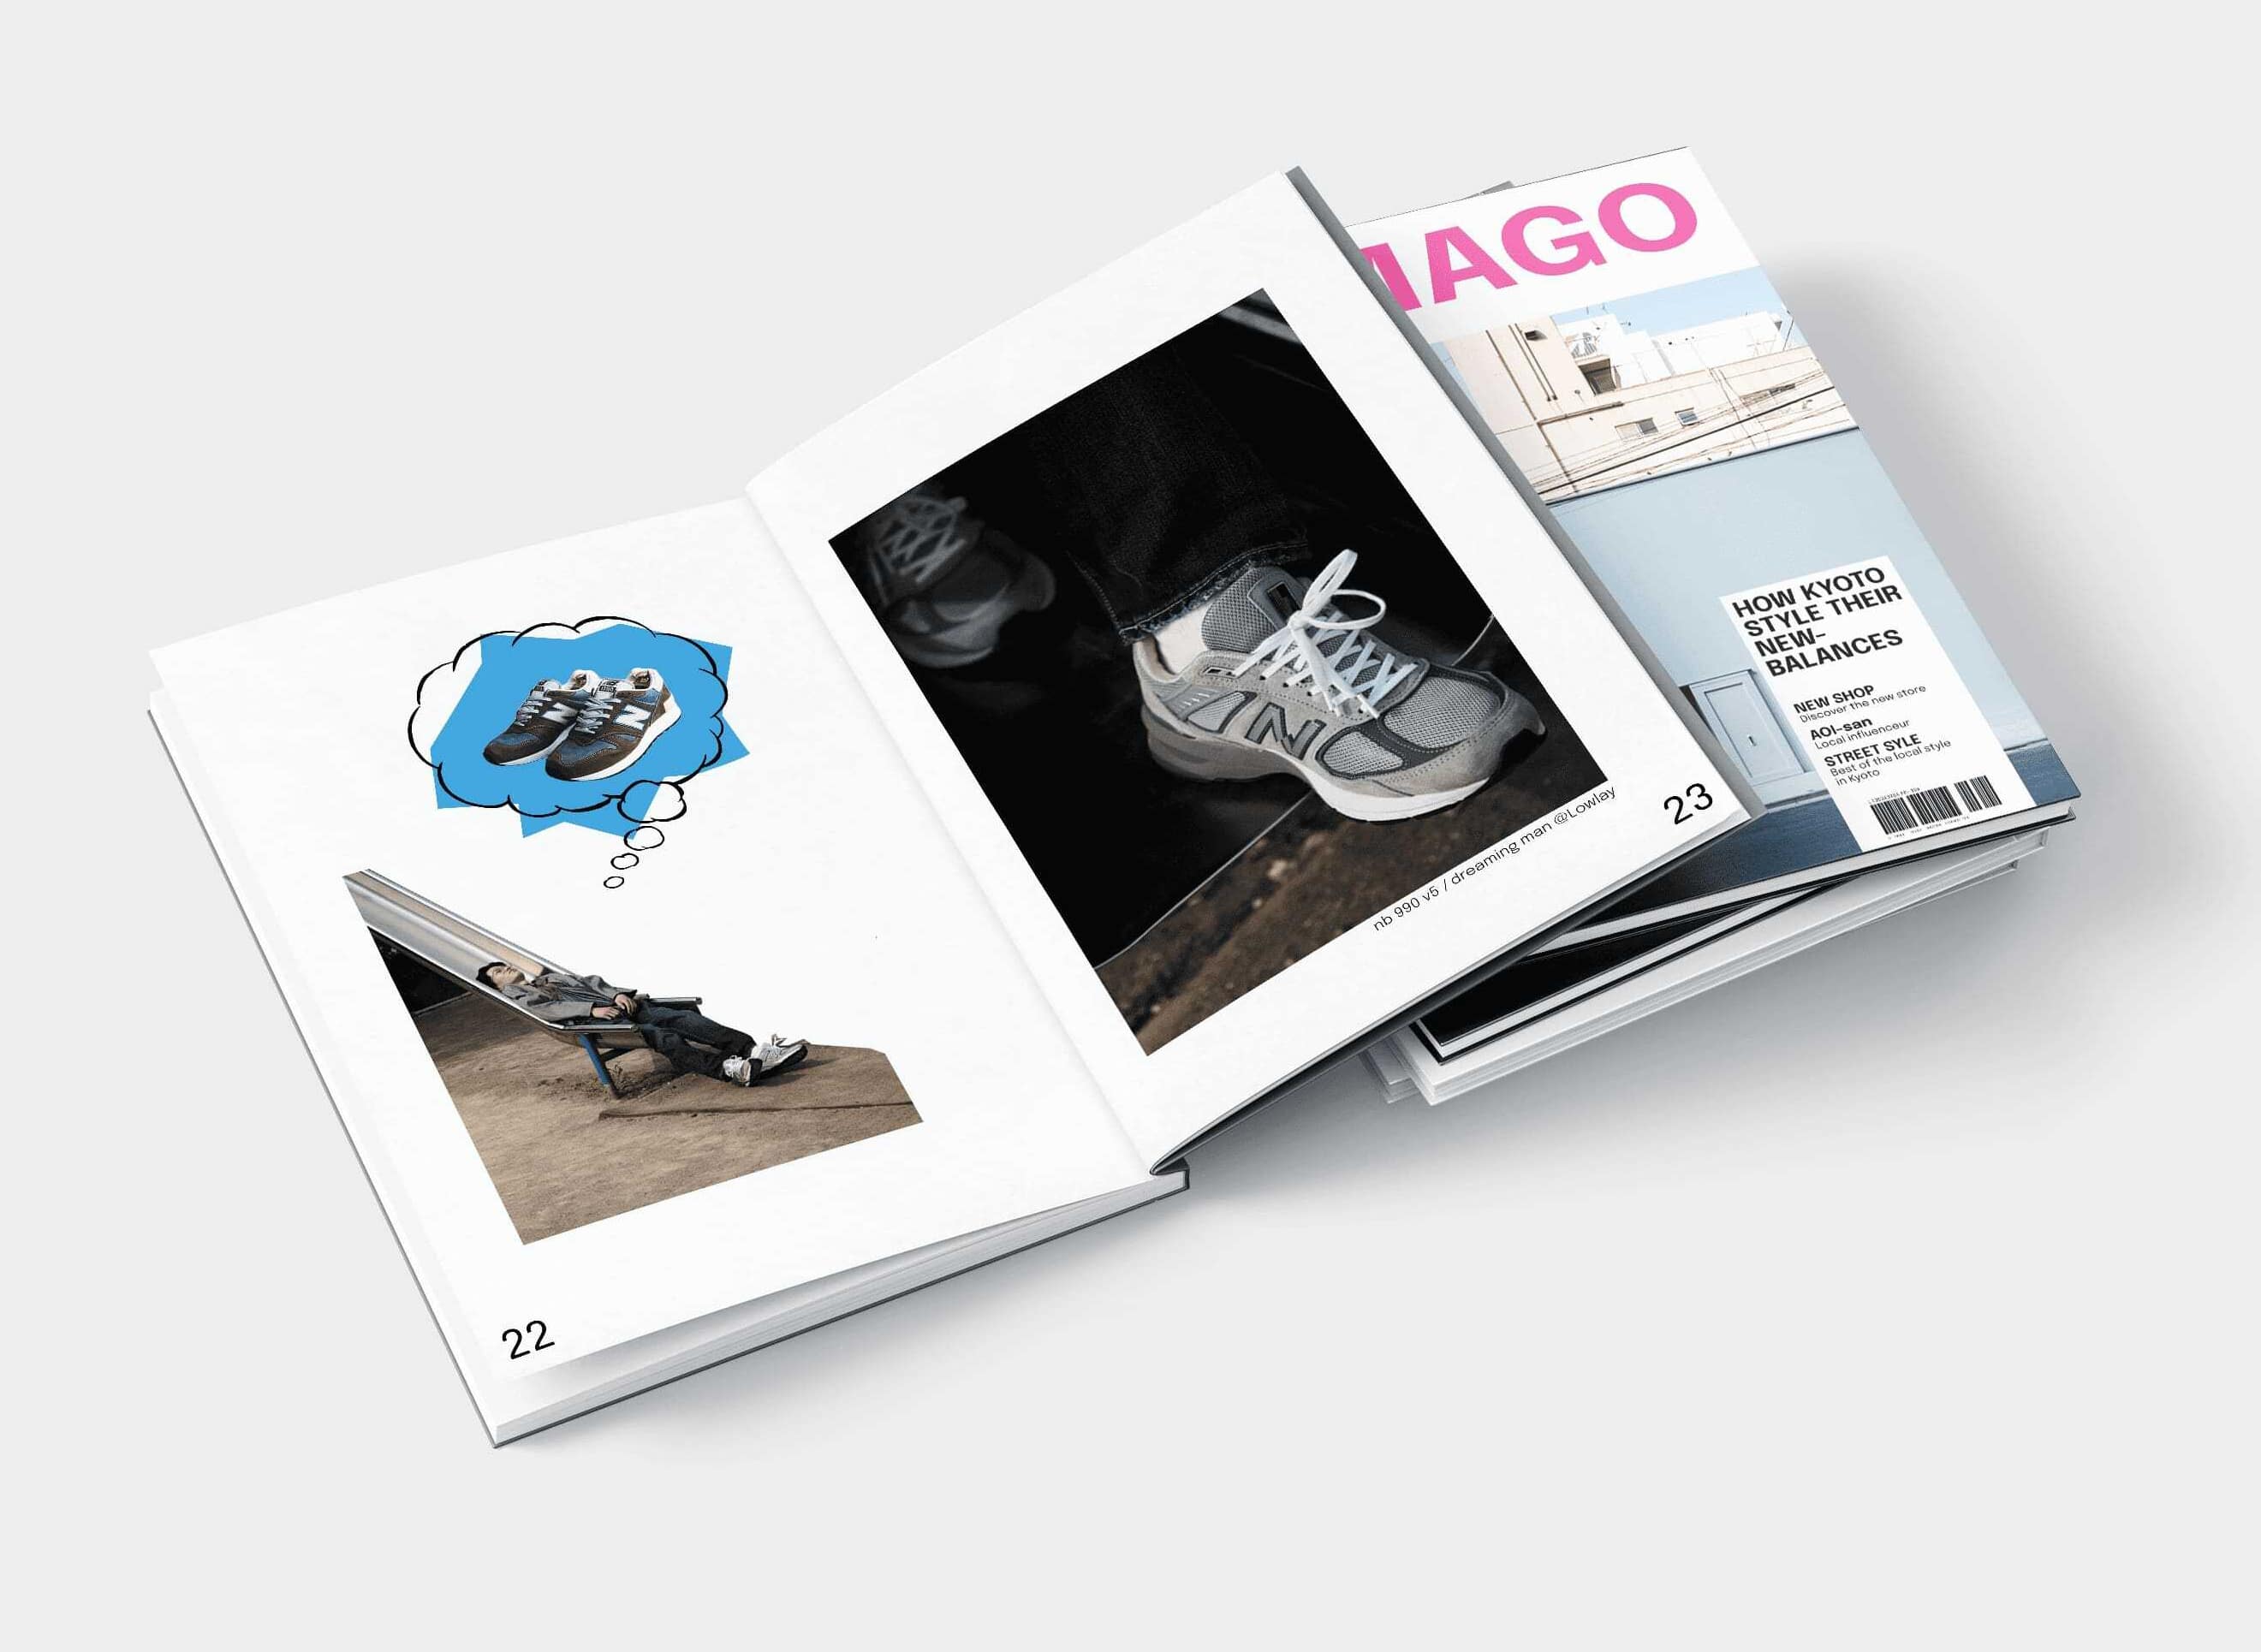 22
nb 990 v5 / dreaming man @Lowlay
23
AGO
HOW KYOTO
STYLE THEIR
NEW-
BALANCES
NEW SHOP
Discover the new store
AOI-san
Local influenceur
STREET SYLE
Best of the local style
in Kyoto
N
N
N